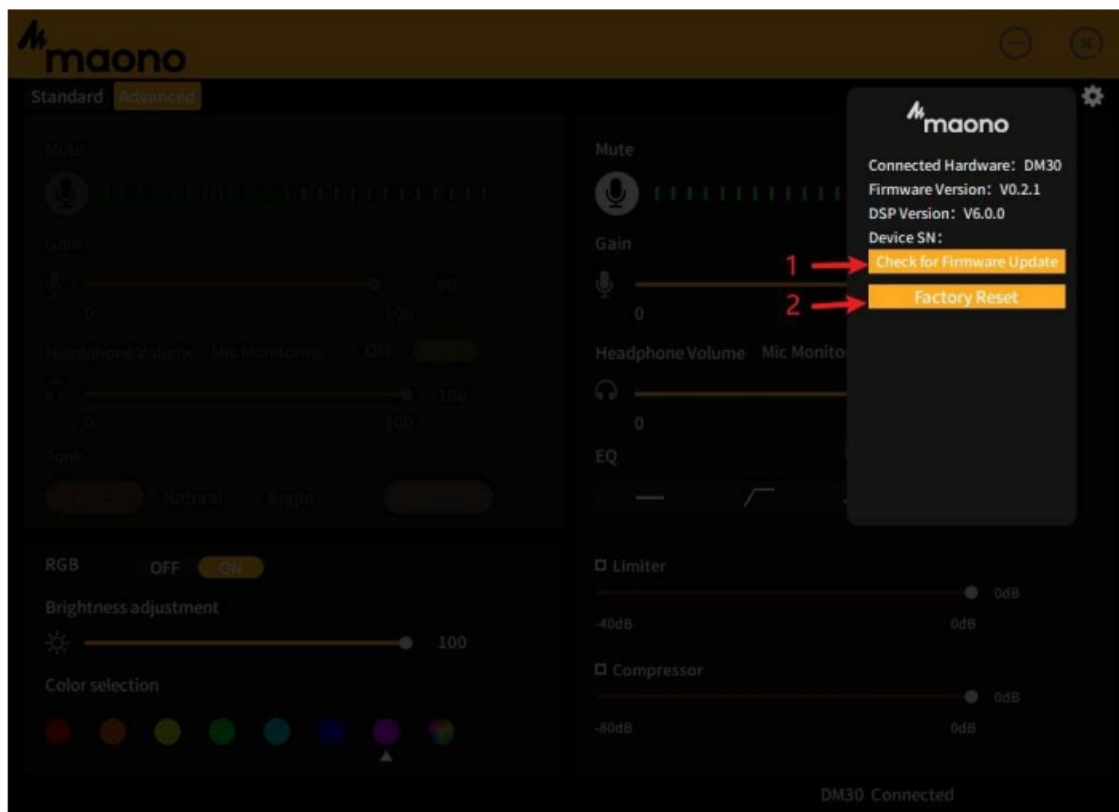 maono
Standard Advanced
maono
Connected Hardware: DM30
Firmware Version: V0.2.1
DSP Version: V6.0.0
Device SN:
1 Check for Firmware Update
2 Factory Reset
Mute
Mute
Gain
90
0 100
Headphone Volume Mic Monitoring OFF
100
0 100
Tone
Natural Bright
Gain
0
Headphone Volume Mic Monito
0
EQ
RGB OFF ON
Brightness adjustment
100
Color selection
Limiter
0dB
-40dB 0dB
Compressor
0dB
-80dB 0dB
DM30 Connected